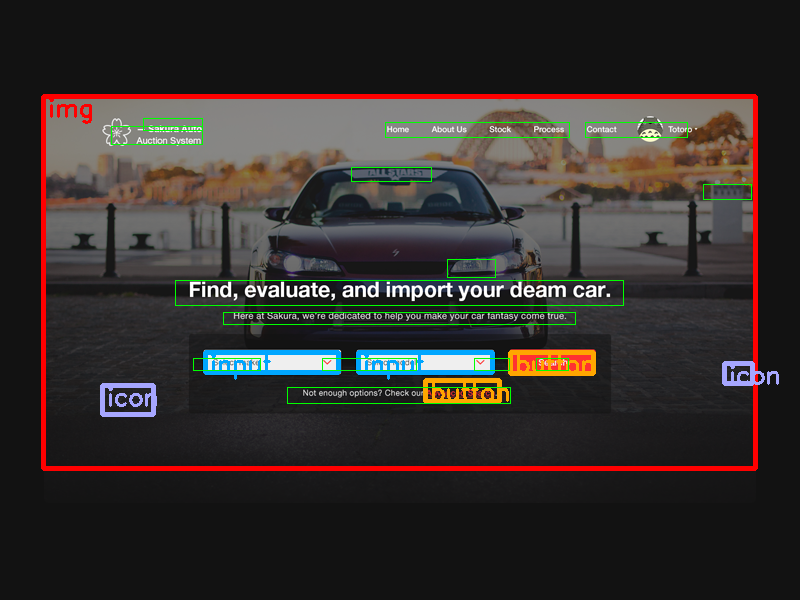 img
Sakura Auto
Auction System
Home About Us Stock Process Contact Totoro
ALLSTARS
Find, evaluate, and import your deam car.
Here at Sakura, we're dedicated to help you make your car fantasy come true.
input input button
Search
icon
Not enough options? Check our
button
icon